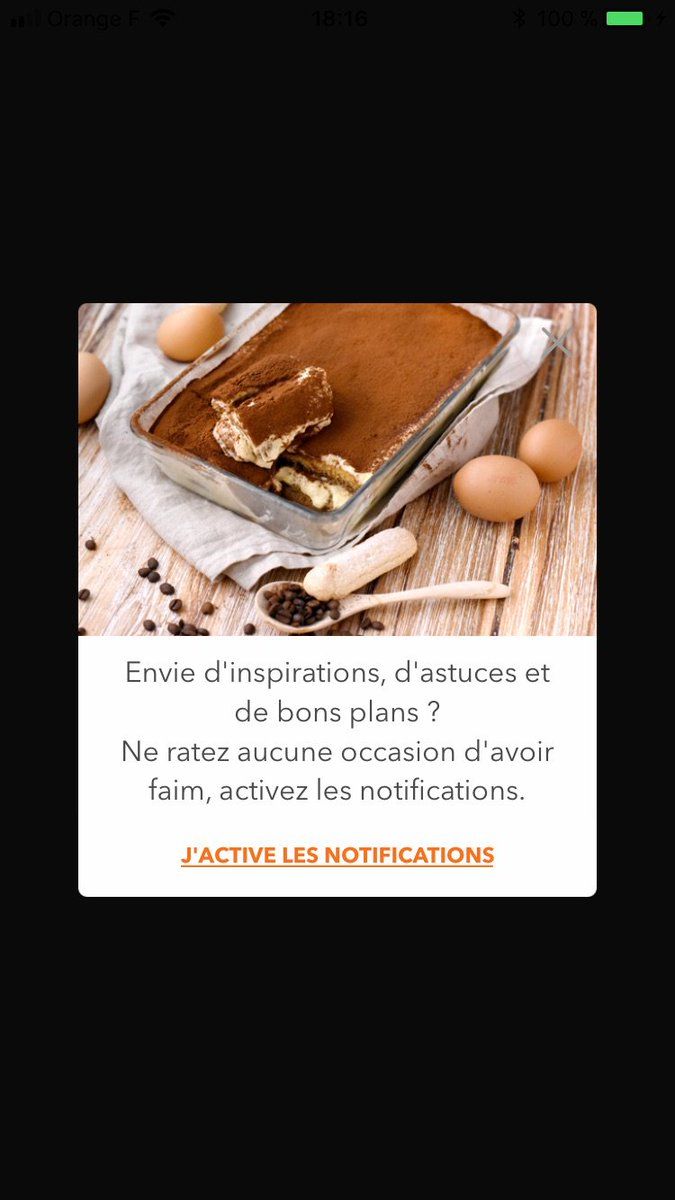 Orange F 18:16 100 %
Envie d'inspirations, d'astuces et
de bons plans ?
Ne ratez aucune occasion d'avoir
faim, activez les notifications.
J'ACTIVE LES NOTIFICATIONS